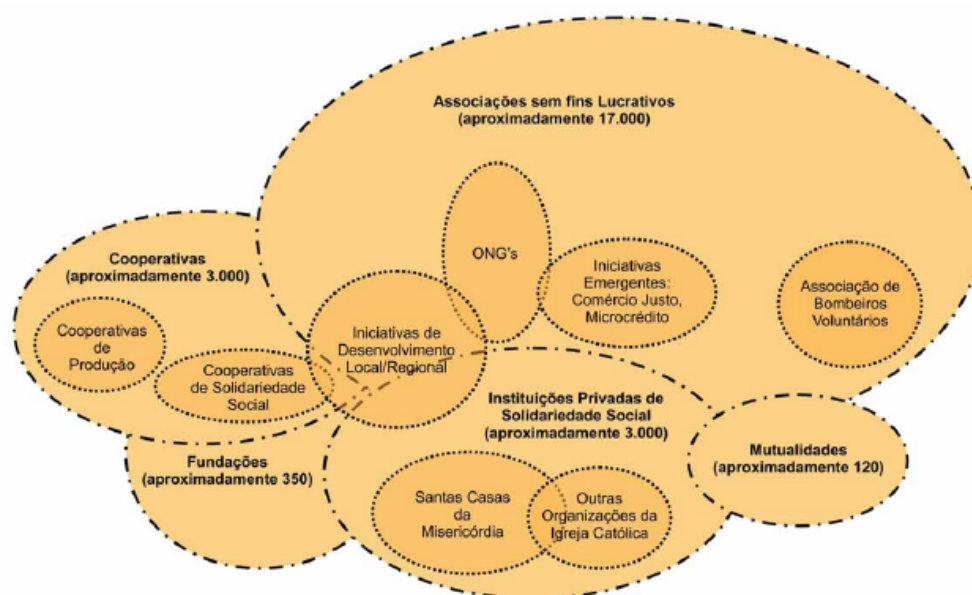 Associações sem fins Lucrativos
(aproximadamente 17.000)
ONG's
Iniciativas
Emergentes:
Comércio Justo,
Microcrédito
Associação de
Bombeiros
Voluntários
Cooperativas
(aproximadamente 3.000)
Cooperativas
de
Produção
Cooperativas
de Solidariedade
Social
Iniciativas de
Desenvolvimento
Local/Regional
Instituições Privadas de
Solidariedade Social
(aproximadamente 3.000)
Mutualidades
(aproximadamente 120)
Fundações
(aproximadamente 350)
Santas Casas
da
Misericórdia
Outras
Organizações da
Igreja Católica